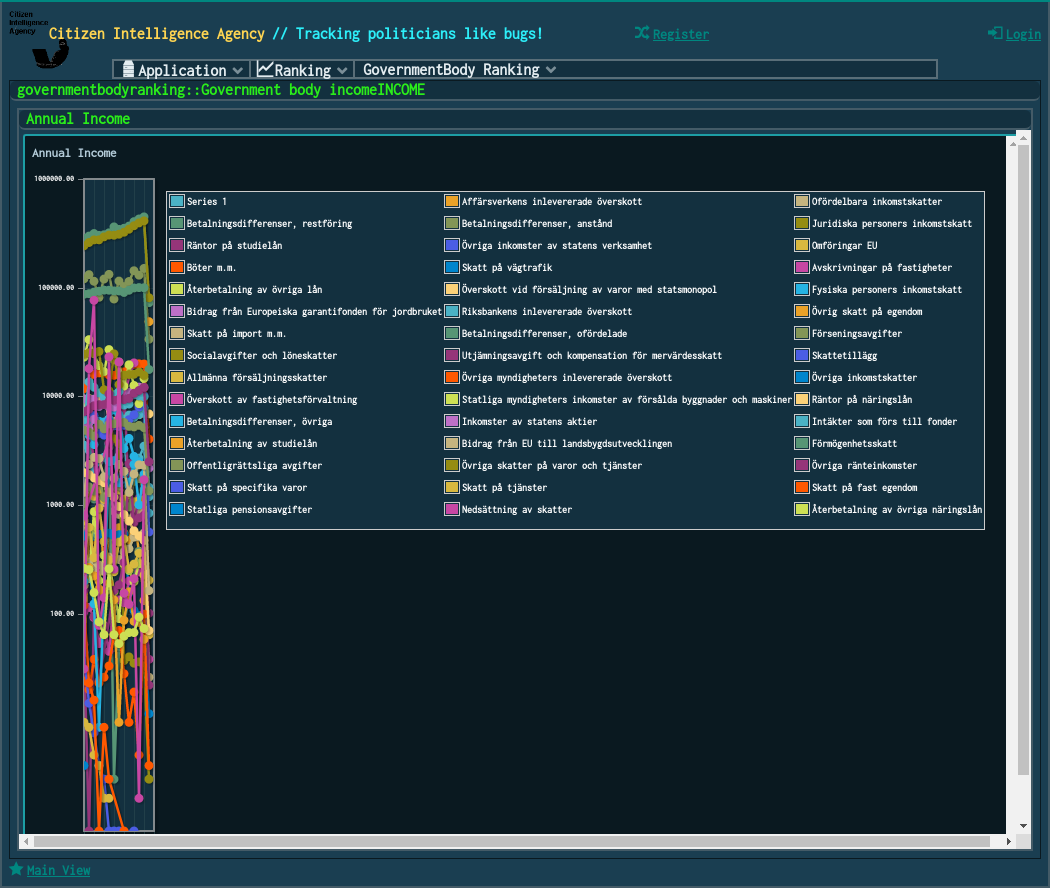 Citizen
Intelligence
Agency
Citizen Intelligence Agency // Tracking politicians like bugs!
Register
Login
Application
Ranking
GovernmentBody Ranking
governmentbodyranking::Government body incomeINCOME
Annual Income
Annual Income
1000000.00
100000.00
10000.00
1000.00
100.00
Series 1
Affärsverkens inlevererade överskott
Ofördelbara inkomstskatter
Betalningsdifferenser, restföring
Betalningsdifferenser, anstånd
Juridiska personers inkomstskatt
Räntor på studielån
Övriga inkomster av statens verksamhet
Omföringar EU
Böter m.m.
Skatt på vägtrafik
Avskrivningar på fastigheter
Återbetalning av övriga lån
Överskott vid försäljning av varor med statsmonopol
Fysiska personers inkomstskatt
Bidrag från Europeiska garantifonden för jordbruket
Riksbankens inlevererade överskott
Övrig skatt på egendom
Skatt på import m.m.
Betalningsdifferenser, ofördelade
Förseningsavgifter
Socialavgifter och löneskatter
Utjämningsavgift och kompensation för mervärdesskatt
Skattetillägg
Allmänna försäljningsskatter
Övriga myndigheters inlevererade överskott
Övriga inkomstskatter
Överskott av fastighetsförvaltning
Statliga myndigheters inkomster av försålda byggnader och maskiner
Räntor på näringslån
Betalningsdifferenser, övriga
Inkomster av statens aktier
Intäkter som förs till fonder
Återbetalning av studielån
Bidrag från EU till landsbygdsutvecklingen
Förmögenhetsskatt
Offentligrättsliga avgifter
Övriga skatter på varor och tjänster
Övriga ränteinkomster
Skatt på specifika varor
Skatt på tjänster
Skatt på fast egendom
Statliga pensionsavgifter
Nedsättning av skatter
Återbetalning av övriga näringslån
Main View